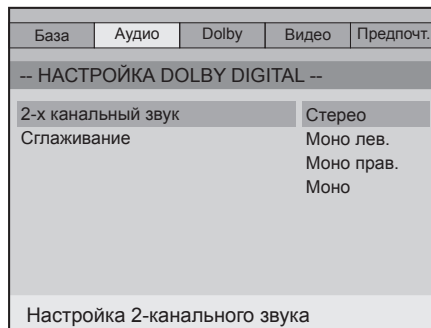 База Аудио Dolby Видео Предпочт.
-- НАСТРОЙКА DOLBY DIGITAL --
2-х канальный звук Стерео
Сглаживание Моно лев.
Моно прав.
Моно
Настройка 2-канального звука